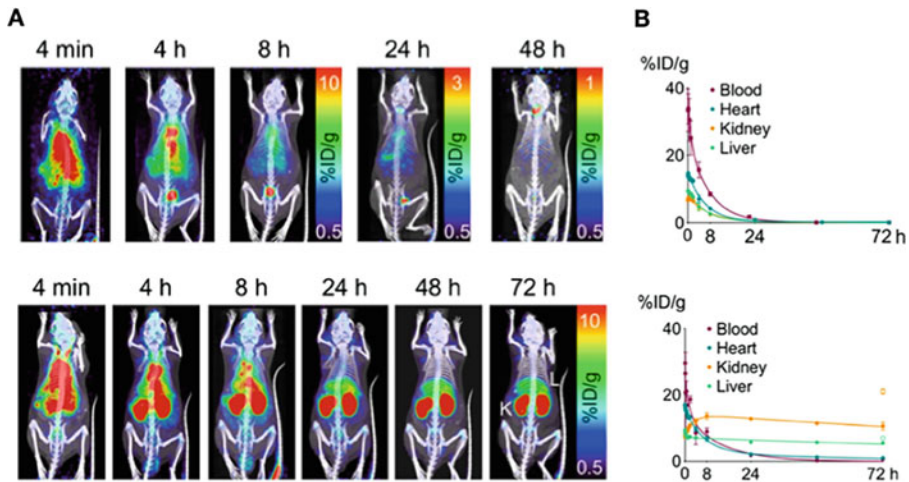 A
B
4 min 4 h 8 h 24 h 48 h
10 3 1
%ID/g %ID/g %ID/g
0.5 0.5 0.5
%ID/g
40
20
0
Blood
Heart
Kidney
Liver
0 8 24 72 h
4 min 4 h 8 h 24 h 48 h 72 h
10
%ID/g
0.5
K
L
%ID/g
40
20
0
Blood
Heart
Kidney
Liver
0 8 24 72 h